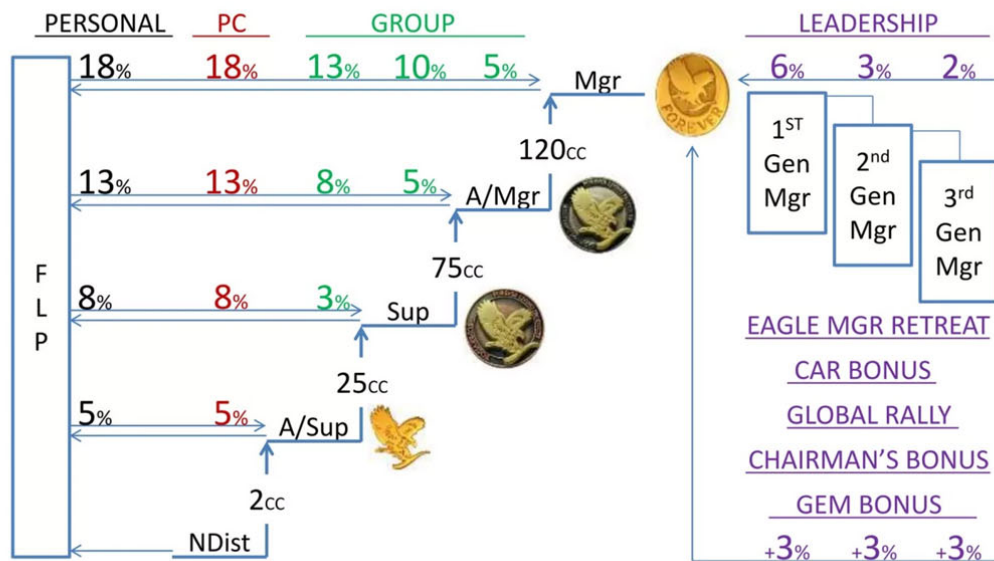 PERSONAL PC GROUP LEADERSHIP
18% 18% 13% 10% 5% 6% 3% 2%
Mgr
FOREVER
1ST
Gen
Mgr
2nd
Gen
Mgr
3rd
Gen
Mgr
120CC
13% 13% 8% 5%
A/Mgr
75CC
F
L
P
8% 8% 3%
Sup
25CC
5% 5%
A/Sup
2CC
NDist
EAGLE MGR RETREAT
CAR BONUS
GLOBAL RALLY
CHAIRMAN'S BONUS
GEM BONUS
+3% +3% +3%